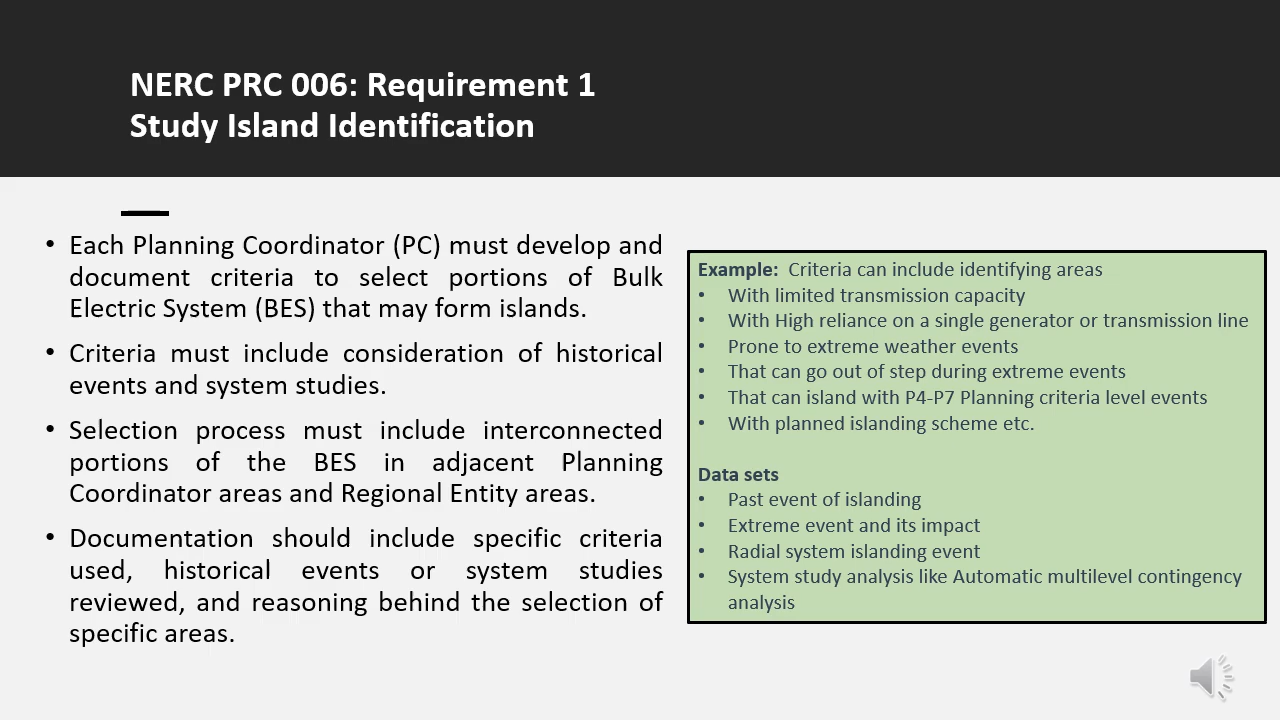 NERC PRC 006: Requirement 1
Study Island Identification
• Each Planning Coordinator (PC) must develop and
document criteria to select portions of Bulk
Electric System (BES) that may form islands.
• Criteria must include consideration of historical
events and system studies.
• Selection process must include interconnected
portions of the BES in adjacent Planning
Coordinator areas and Regional Entity areas.
• Documentation should include specific criteria
used, historical events or system studies
reviewed, and reasoning behind the selection of
specific areas.
Example: Criteria can include identifying areas
• With limited transmission capacity
• With High reliance on a single generator or transmission line
• Prone to extreme weather events
• That can go out of step during extreme events
• That can island with P4-P7 Planning criteria level events
• With planned islanding scheme etc.
Data sets
• Past event of islanding
• Extreme event and its impact
• Radial system islanding event
• System study analysis like Automatic multilevel contingency
analysis